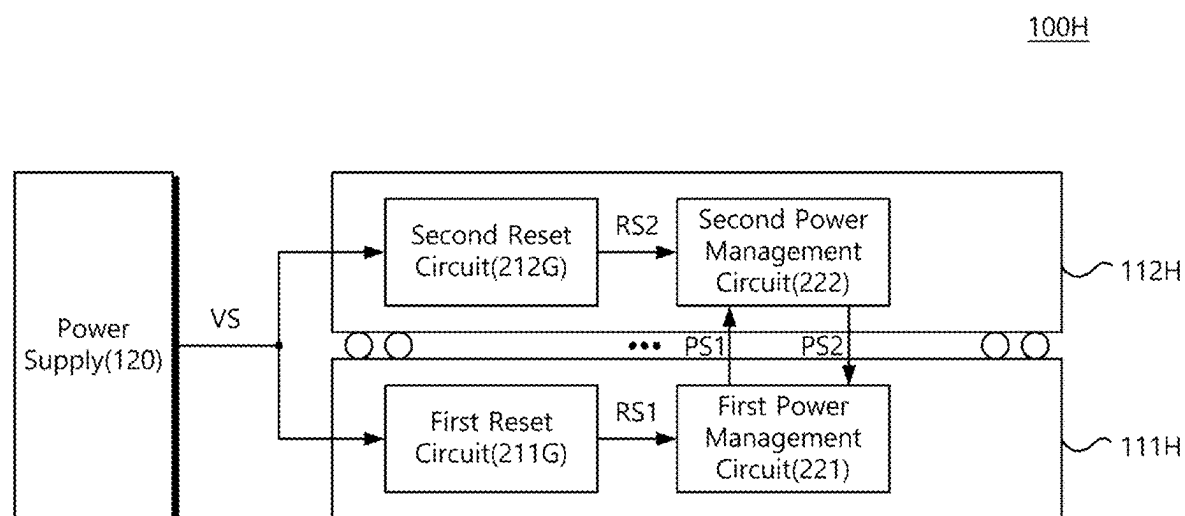 100H
Second Reset
Circuit(212G)
RS2
Second Power
Management
Circuit(222)
112H
VS
Power
Supply(120)
PS1
PS2
First Reset
Circuit(211G)
RS1
First Power
Management
Circuit(221)
111H